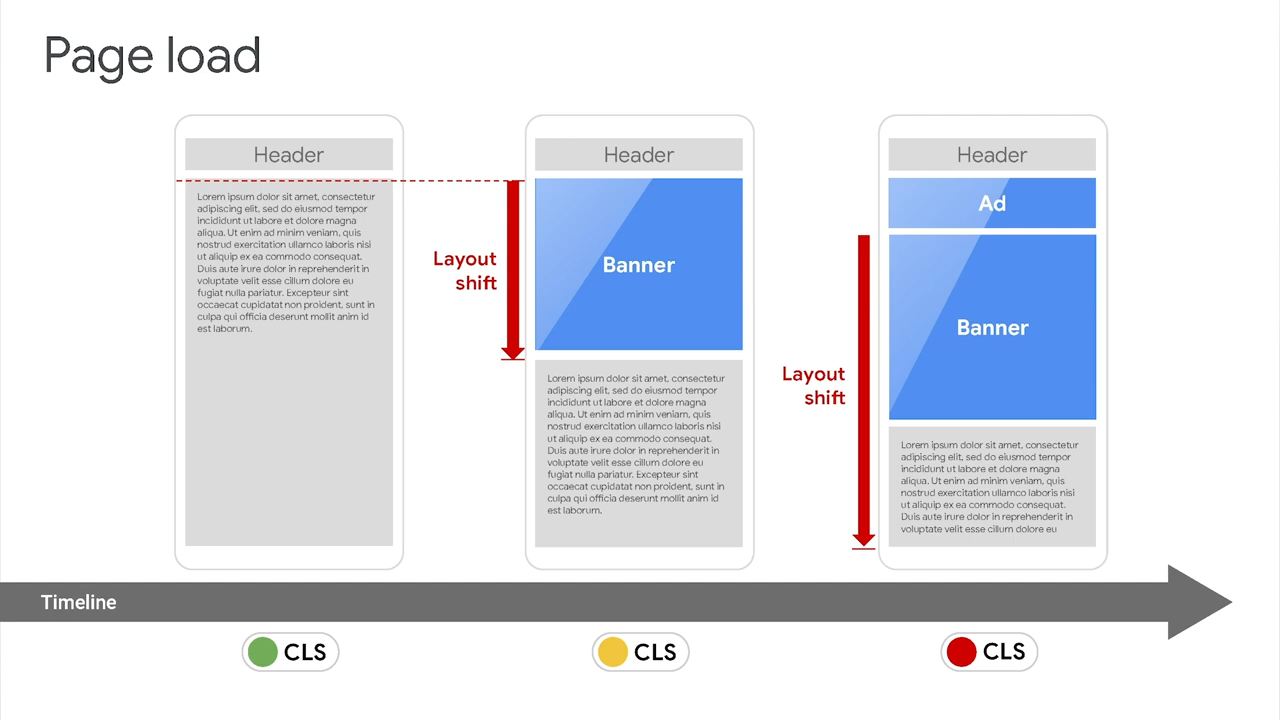 Page load
Header
Lorem ipsum dolor sit amet, consectetur
adipiscing elit, sed do eiusmod tempor
incididunt ut labore et dolore magna
aliqua. Ut enim ad minim veniam, quis
nostrud exercitation ullamco laboris nisi
ut aliquip ex ea commodo consequat.
Duis aute irure dolor in reprehenderit in
voluptate velit esse cillum dolore eu
fugiat nulla pariatur. Excepteur sint
occaecat cupidatat non proident, sunt in
culpa qui officia deserunt mollit anim id
est laborum.
Layout
shift
Header
Banner
Lorem ipsum dolor sit amet, consectetur
adipiscing elit, sed do eiusmod tempor
incididunt ut labore et dolore magna
aliqua. Ut enim ad minim veniam, quis
nostrud exercitation ullamco laboris nisi
ut aliquip ex ea commodo consequat.
Duis aute irure dolor in reprehenderit in
voluptate velit esse cillum dolore eu
fugiat nulla pariatur. Excepteur sint
occaecat cupidatat non proident, sunt in
culpa qui officia deserunt mollit anim id
est laborum.
Layout
shift
Header
Ad
Banner
Lorem ipsum dolor sit amet, consectetur
adipiscing elit, sed do eiusmod tempor
incididunt ut labore et dolore magna
aliqua. Ut enim ad minim veniam, quis
nostrud exercitation ullamco laboris nisi
ut aliquip ex ea commodo consequat.
Duis aute irure dolor in reprehenderit in
voluptate velit esse cillum dolore eu
Timeline
CLS
CLS
CLS